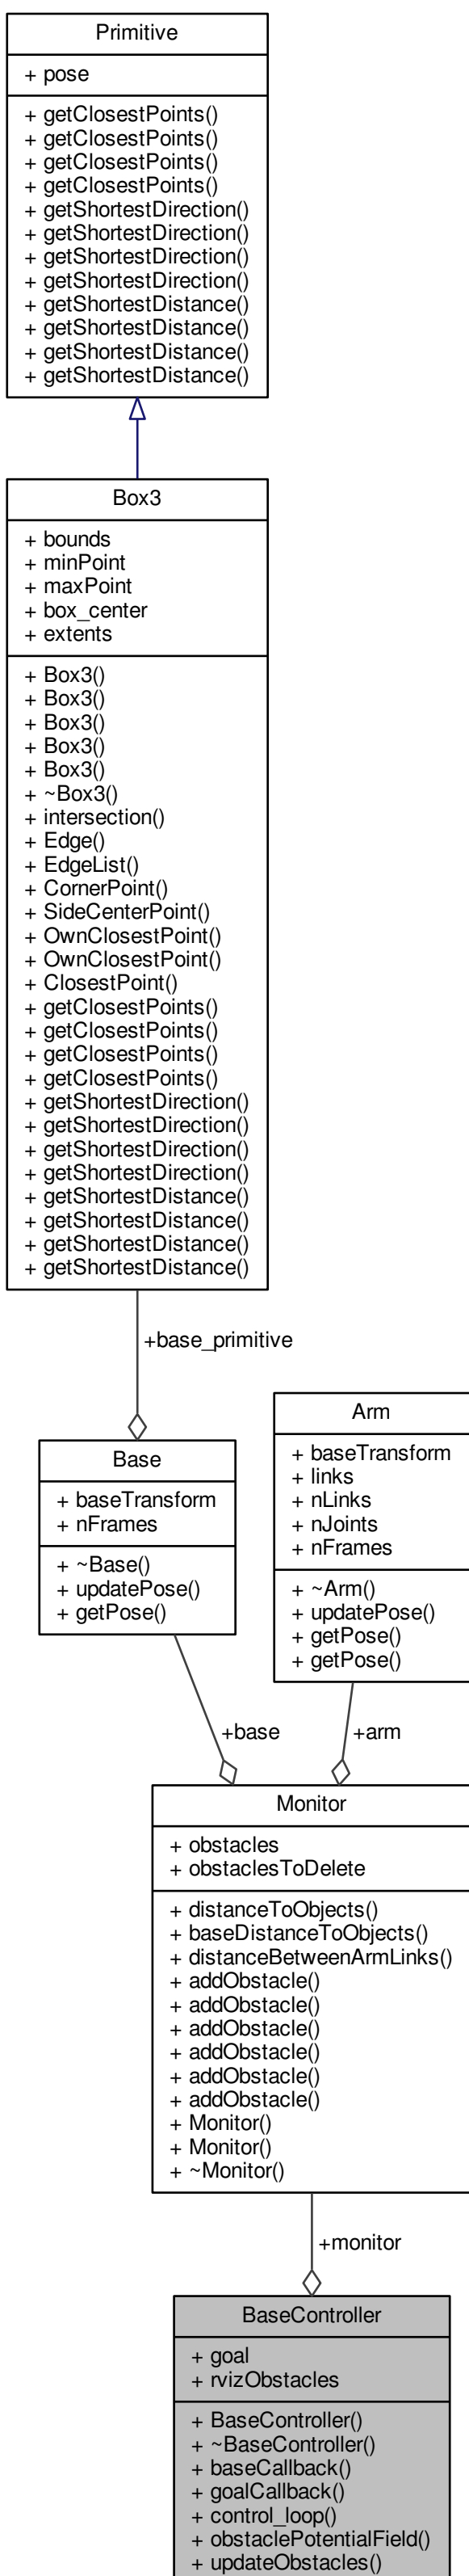 Primitive
+ pose
+ getClosestPoints()
+ getClosestPoints()
+ getClosestPoints()
+ getClosestPoints()
+ getShortestDirection()
+ getShortestDirection()
+ getShortestDirection()
+ getShortestDirection()
+ getShortestDistance()
+ getShortestDistance()
+ getShortestDistance()
+ getShortestDistance()
Box3
+ bounds
+ minPoint
+ maxPoint
+ box_center
+ extents
+ Box3()
+ Box3()
+ Box3()
+ Box3()
+ Box3()
+ ~Box3()
+ intersection()
+ Edge()
+ EdgeList()
+ CornerPoint()
+ SideCenterPoint()
+ OwnClosestPoint()
+ OwnClosestPoint()
+ ClosestPoint()
+ getClosestPoints()
+ getClosestPoints()
+ getClosestPoints()
+ getClosestPoints()
+ getShortestDirection()
+ getShortestDirection()
+ getShortestDirection()
+ getShortestDirection()
+ getShortestDistance()
+ getShortestDistance()
+ getShortestDistance()
+ getShortestDistance()
+base_primitive
Base
+ baseTransform
+ nFrames
+ ~Base()
+ updatePose()
+ getPose()
Arm
+ baseTransform
+ links
+ nLinks
+ nJoints
+ nFrames
+ ~Arm()
+ updatePose()
+ getPose()
+ getPose()
+base
+arm
Monitor
+ obstacles
+ obstaclesToDelete
+ distanceToObjects()
+ baseDistanceToObjects()
+ distanceBetweenArmLinks()
+ addObstacle()
+ addObstacle()
+ addObstacle()
+ addObstacle()
+ addObstacle()
+ addObstacle()
+ Monitor()
+ Monitor()
+ ~Monitor()
+monitor
BaseController
+ goal
+ rvizObstacles
+ BaseController()
+ ~BaseController()
+ baseCallback()
+ goalCallback()
+ control_loop()
+ obstaclePotentialField()
+ updateObstacles()